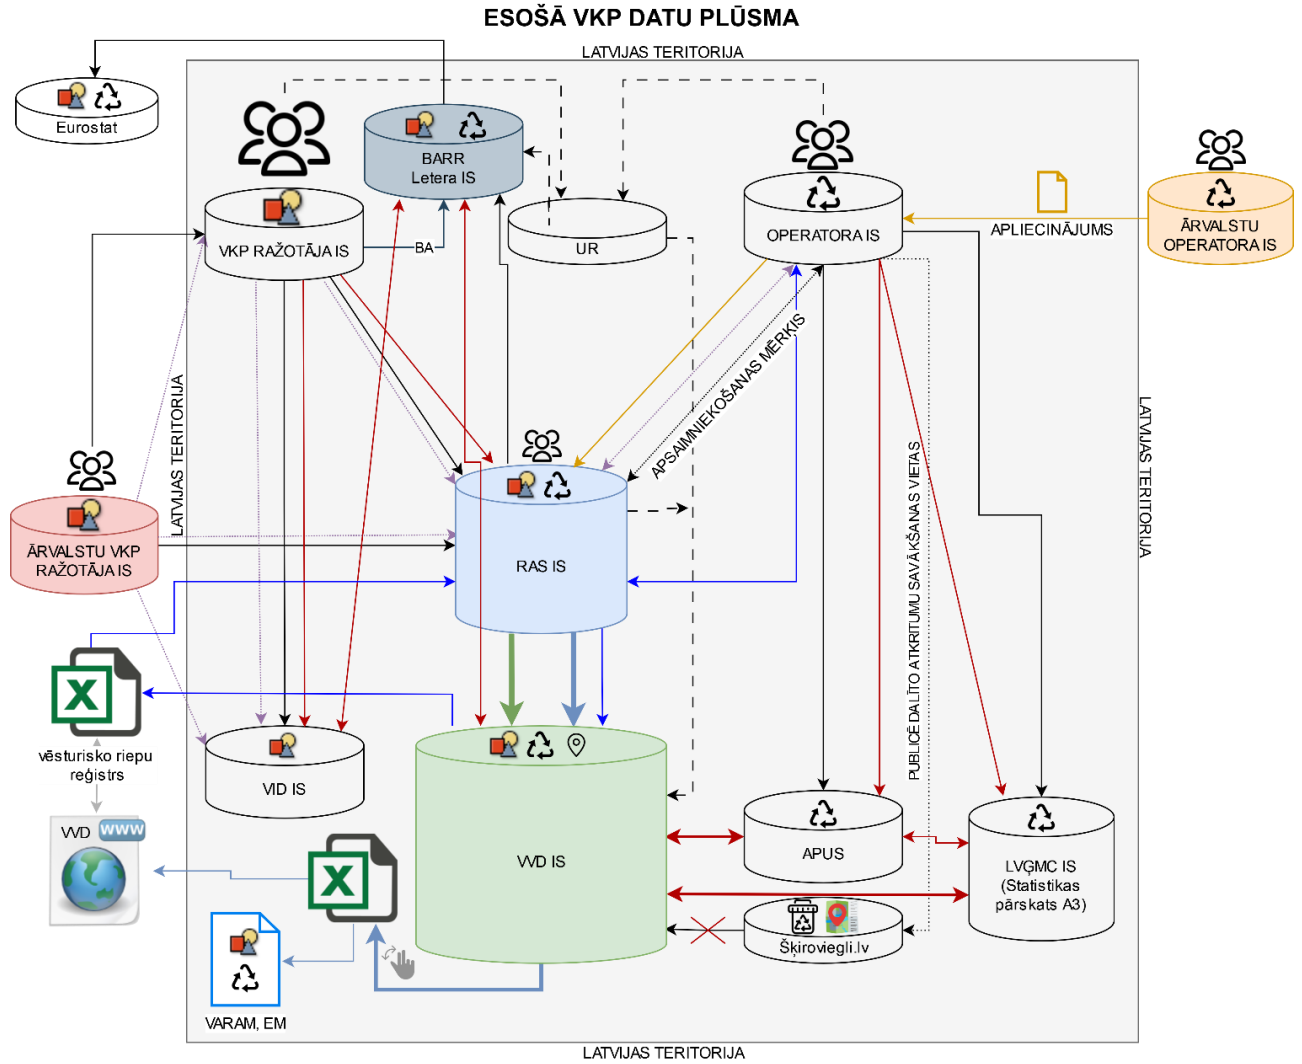 ESOŠĀ VKP DATU PLŪSMA
LATVIJAS TERITORIJA
Eurostat
BARR
Letera IS
VKP RAŽOTĀJA IS
BA
UR
OPERATORA IS
APLIECINĀJUMS
ĀRVALSTU
OPERATORA IS
APSAIMNIEKOŠANAS MĒRĶIS
LATVIJAS TERITORIJA
LATVIJAS TERITORIJA
PUBLICĒ DALĪTO ATKRITUMU SAVĀKŠANAS VIETAS
ĀRVALSTU VKP
RAŽOTĀJA IS
RAS IS
X
vēsturisko riepu
reģistrs
VID IS
VVD
WWW
X
VVD IS
APUS
LVĢMC IS
(Statistikas
pārskats A3)
Šķiroviegli.lv
VARAM, EM
LATVIJAS TERITORIJA